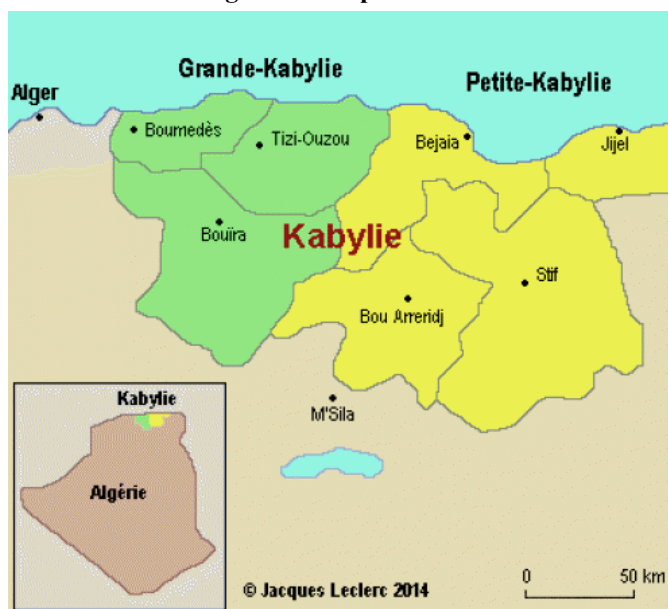 Grande-Kabylie
Petite-Kabylie
Alger
Boumedès
Tizi-Ouzou
Bejaia
Jijel
Bouïra
Kabylie
Stif
Bou Arreridj
M'Sila
Kabylie
Algérie
© Jacques Leclerc 2014
0 50 km